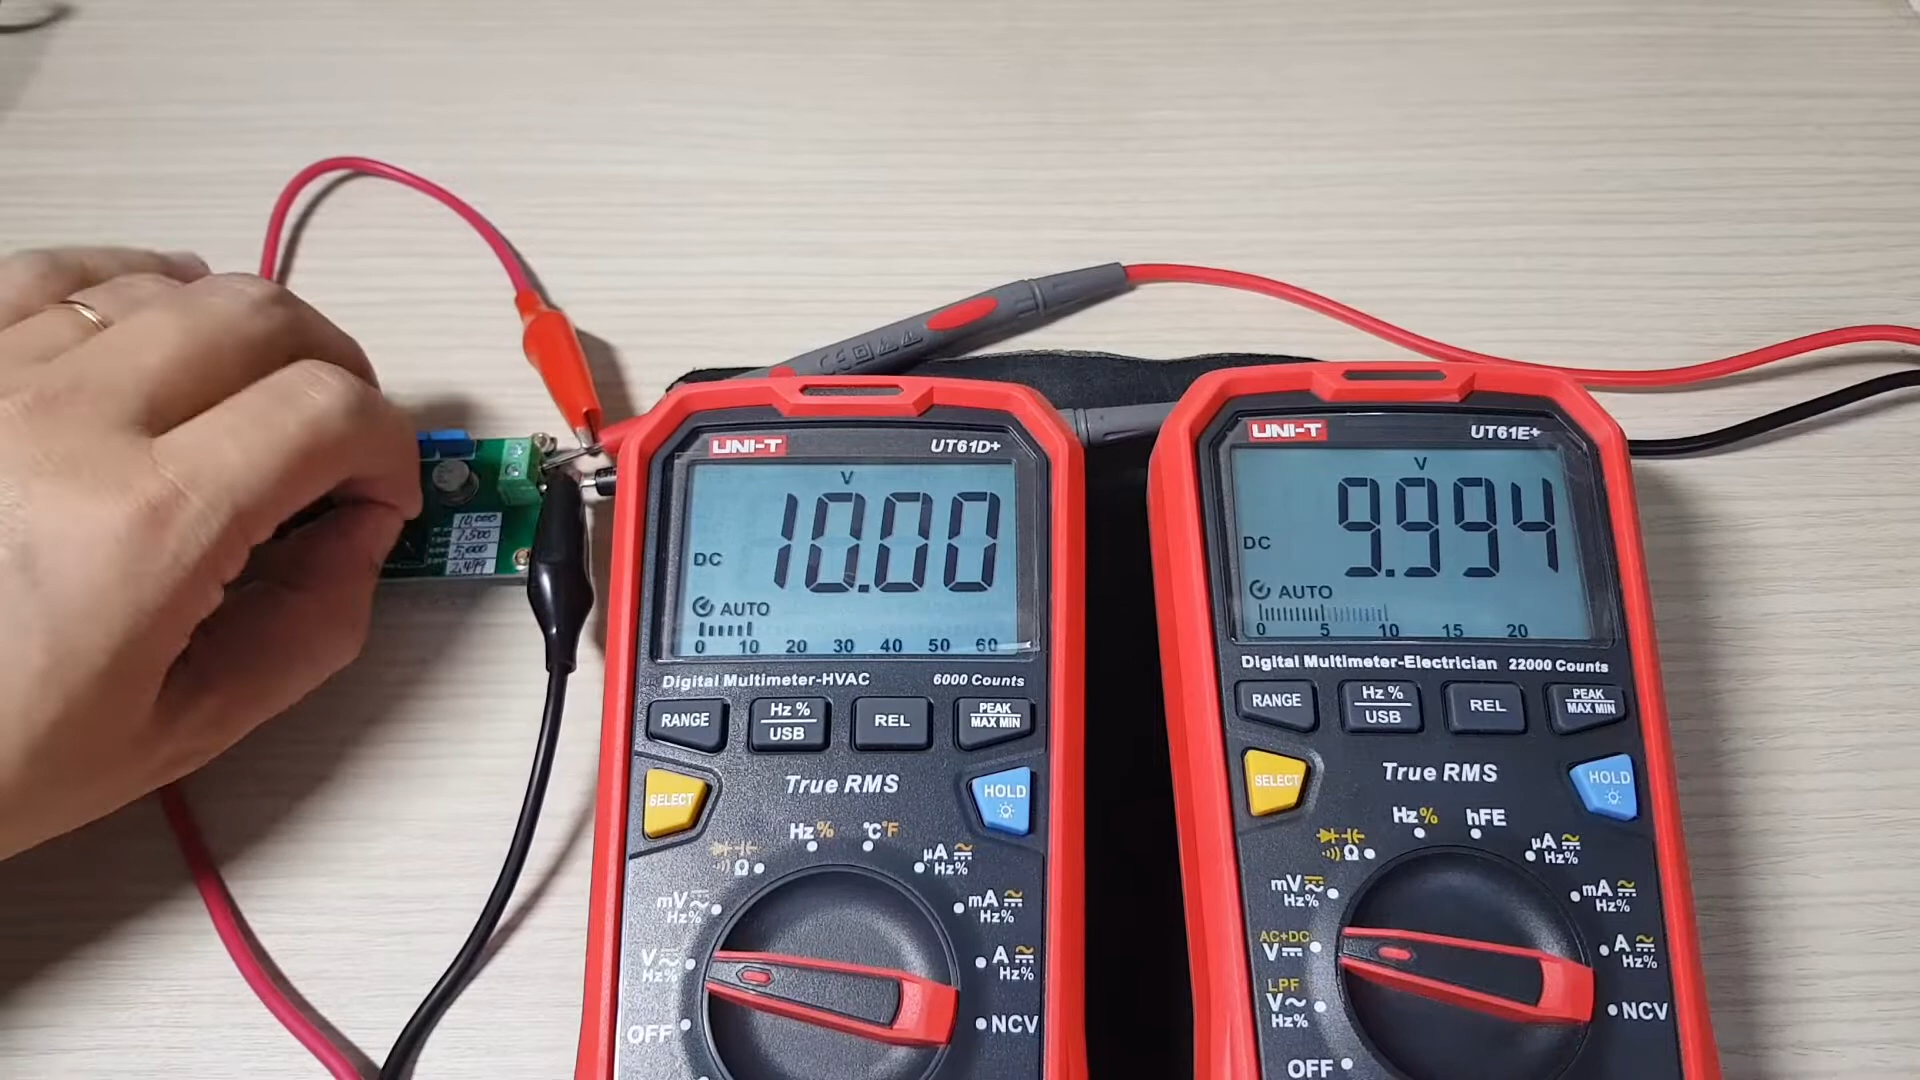 UNI-T UT61D+
V
DC 10.00
AUTO
0 10 20 30 40 50 60
Digital Multimeter-HVAC 6000 Counts
RANGE Hz % USB REL PEAK MAX MIN
SELECT True RMS HOLD
Hz% °C°F
Ω µA Hz%
mV Hz% mA Hz%
V Hz% A Hz%
OFF NCV
UNI-T UT61E+
V
DC 9.994
AUTO
0 5 10 15 20
Digital Multimeter-Electrician 22000 Counts
RANGE Hz % USB REL PEAK MAX MIN
SELECT True RMS HOLD
Hz% hFE
Ω µA Hz%
mV Hz% mA Hz%
AC+DC V A Hz%
LPF V~ Hz% NCV
OFF
10,000
5,000